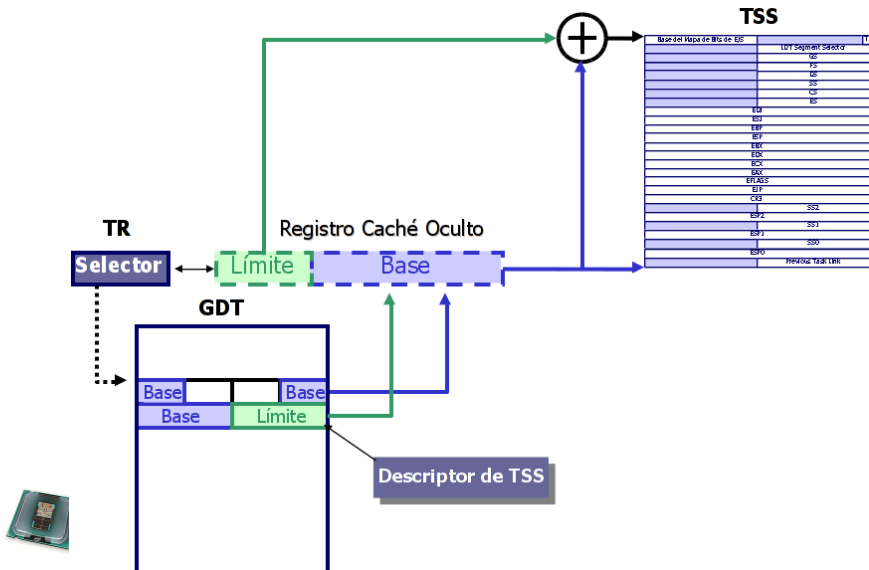 TSS
Base del Mapa de Bits de E/S T
LDT Segment Selector
GS
FS
DS
SS
CS
ES
EDI
ESI
EBP
ESP
EBX
EDX
ECX
EAX
EFLAGS
EIP
CR3
SS2
ESP2
SS1
ESP1
SS0
ESP0
Previous Task Link
TR
Registro Caché Oculto
Selector
Límite
Base
GDT
Base
Base
Base
Límite
Descriptor de TSS